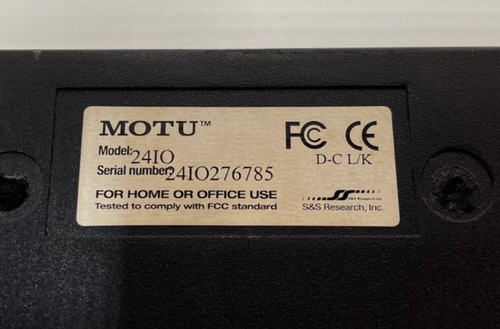 MOTU™
Model:24IO
Serial number:24IO276785
FOR HOME OR OFFICE USE
Tested to comply with FCC standard
FC CE
D-C L/K
S&S Research, Inc.